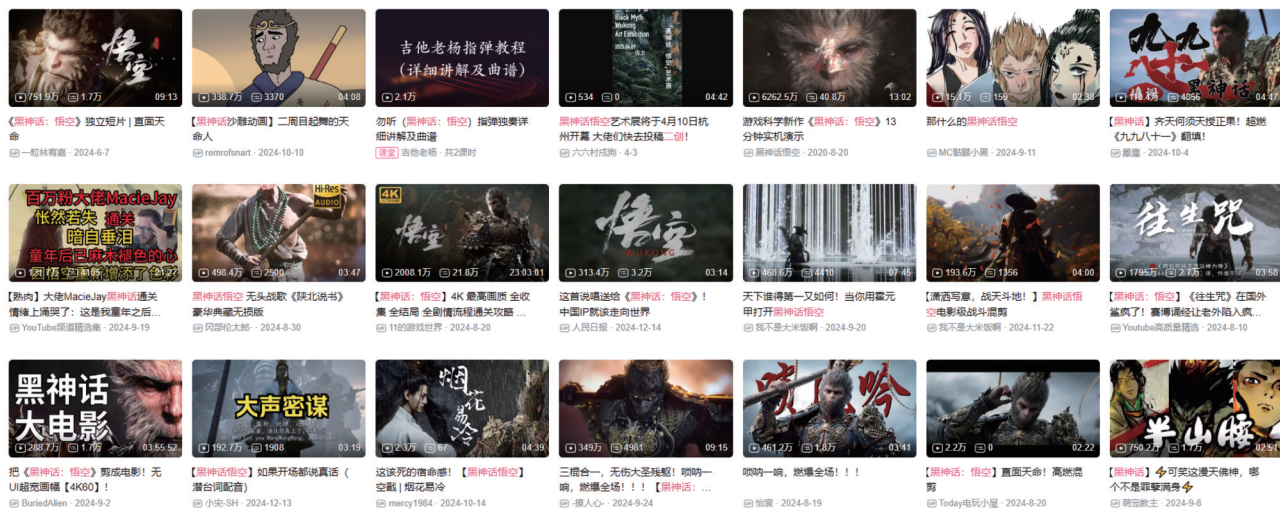 悟空
751.9万 1.7万 09:13
338.7万 3370 04:08
吉他老杨指弹教程
(详细讲解及曲谱)
2.1万
Black Myth
Wukong
Art Exhibition
534 0 04:42
6262.5万 40.8万 13:02
15.1万 159 02:38
九九
八十一
黑神话
4856 04:47
《黑神话：悟空》独立短片 | 直面天
命
一粒林宥嘉 · 2024-6-7
【黑神话沙雕动画】二周目起舞的天
命人
remrofsnart · 2024-10-10
勿听《黑神话：悟空》指弹独奏详
细讲解及曲谱
课堂 吉他老杨 · 共2课时
黑神话悟空艺术展将于4月10日杭
州开幕 大佬们快去投稿二创！
六六村戌狗 · 4-3
游戏科学新作《黑神话：悟空》13
分钟实机演示
黑神话悟空 · 2020-8-20
那什么的黑神话悟空
MC骷髅小黑 · 2024-9-11
【黑神话】齐天何须天授正果！超燃
《九九八十一》翻填！
離塵 · 2024-10-4
百万粉大佬MacieJay
怅然若失 通关
暗自垂泪
童年后已麻木褪色的心
4105 21:27
Hi-Res
AUDIO
498.4万 2500 03:47
4K
悟空
2008.1万 21.8万 23:03:01
悟空
WUKONG
313.4万 3.2万 03:14
468.6万 4410 07:45
193.6万 1356 04:00
往生咒
1795万 2.7万 03:58
【熟肉】大佬MacieJay黑神话通关
情绪上涌哭了：这是我童年之后...
YouTube频道精选集 · 2024-9-19
黑神话悟空 无头战歌《陕北说书》
豪华典藏无损版
冈部伦太郎 · 2024-8-30
【黑神话：悟空】4K 最高画质 全收
集 全结局 全剧情流程通关攻略 ...
11的游戏世界 · 2024-8-20
这首说唱送给《黑神话：悟空》！
中国IP就该走向世界
人民日报 · 2024-12-14
天下谁得第一又如何！当你用霍元
甲打开黑神话悟空
我不是大米饭啊 · 2024-9-20
【潇洒写意，战天斗地！】黑神话悟
空电影级战斗混剪
我不是大米饭啊 · 2024-11-22
【黑神话：悟空】《往生咒》在国外
鲨疯了！赛博诵经让老外陷入疯...
Youtube高质量精选 · 2024-8-10
黑神话
大电影
288.7万 1.7万 03:55:52
大声密谋
192.7万 1908 03:19
烟花易冷
2.3万 67 04:39
349万 4981 09:15
461.2万 1.8万 03:41
2.2万 0 02:22
半山腰
750.2万 1.7万 02:51
把《黑神话：悟空》剪成电影！无
UI超宽画幅【4K60】！
BuriedAlien · 2024-9-2
【黑神话悟空】如果开场都说真话（
潜台词配音）
小宋-SH · 2024-12-13
这该死的宿命感！【黑神话悟空】
空戳 | 烟花易冷
mercy1984 · 2024-10-14
三棍合一，无伤大圣残躯！唢呐一
响，燃爆全场！！！【黑神话：...
-撩人心- · 2024-9-24
唢呐一响，燃爆全场！！！
怡宸 · 2024-8-19
【黑神话：悟空】直面天命！高燃混
剪
Today电玩小屋 · 2024-8-20
【黑神话】⚡可笑这漫天佛神，哪
个不是罪孽满身⚡
萌宠教主 · 2024-9-8